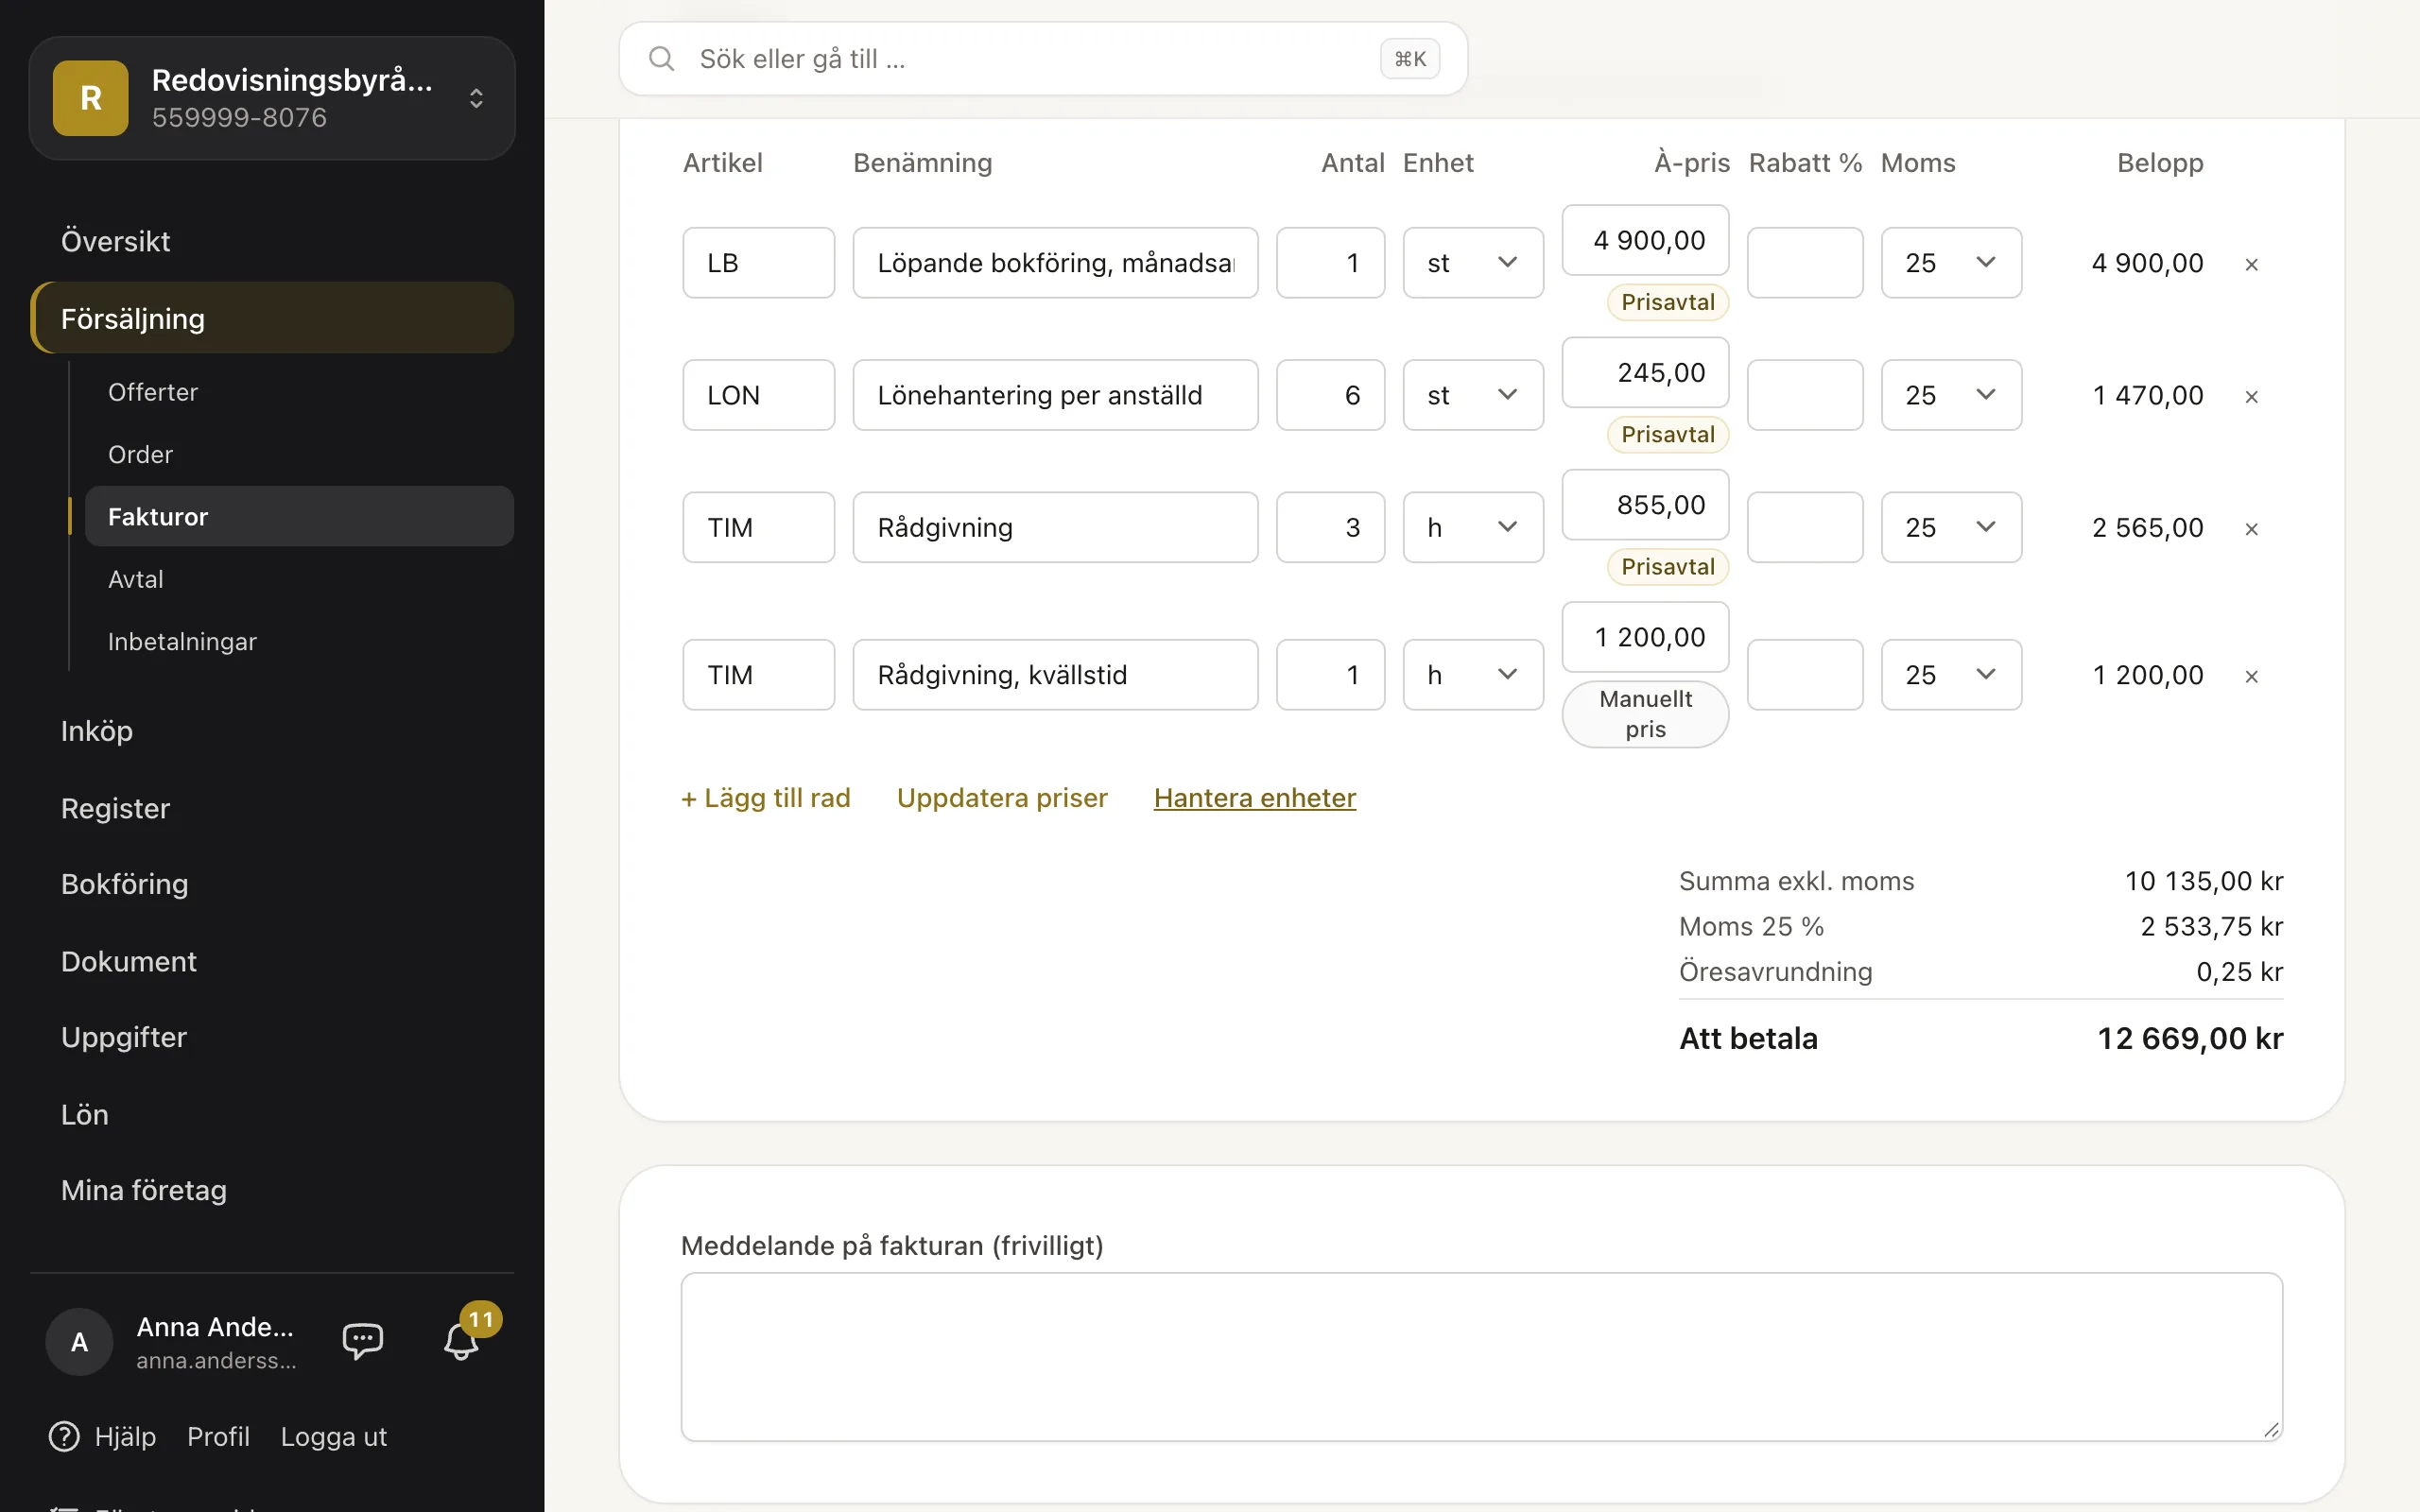 R
Redovisningsbyrå...
559999-8076
Översikt
Försäljning
Offerter
Order
Fakturor
Avtal
Inbetalningar
Inköp
Register
Bokföring
Dokument
Uppgifter
Lön
Mina företag
A
Anna Ande...
anna.anderss...
11
Hjälp Profil Logga ut
Sök eller gå till ... ⌘K
Artikel Benämning Antal Enhet À-pris Rabatt % Moms Belopp
LB Löpande bokföring, 1 st 4 900,00 25 4 900,00 ×
Prisavtal
LON Lönehantering per anställd 6 st 245,00 25 1 470,00 ×
Prisavtal
TIM Rådgivning 3 h 855,00 25 2 565,00 ×
Prisavtal
TIM Rådgivning, kvällstid 1 h 1 200,00 25 1 200,00 ×
Manuellt
pris
+ Lägg till rad Uppdatera priser Hantera enheter
Summa exkl. moms 10 135,00 kr
Moms 25 % 2 533,75 kr
Öresavrundning 0,25 kr
Att betala 12 669,00 kr
Meddelande på fakturan (frivilligt)